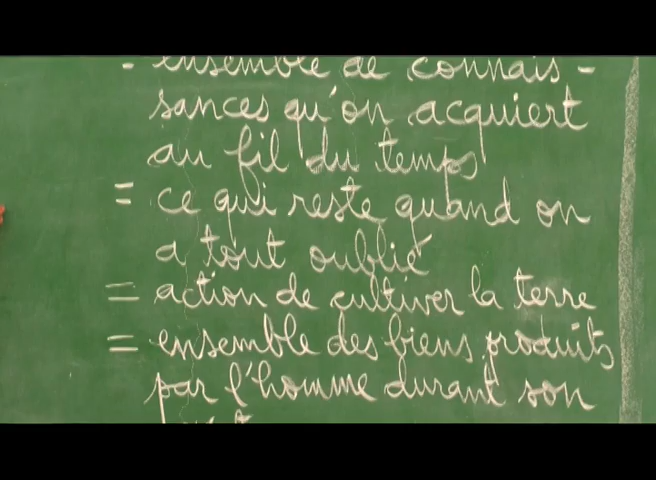 = ensemble de connais-
sances qu'on acquiert
au fil du temps
= ce qui reste quand on
a tout oublié
= action de cultiver la terre
= ensemble des biens produits
par l'homme durant son